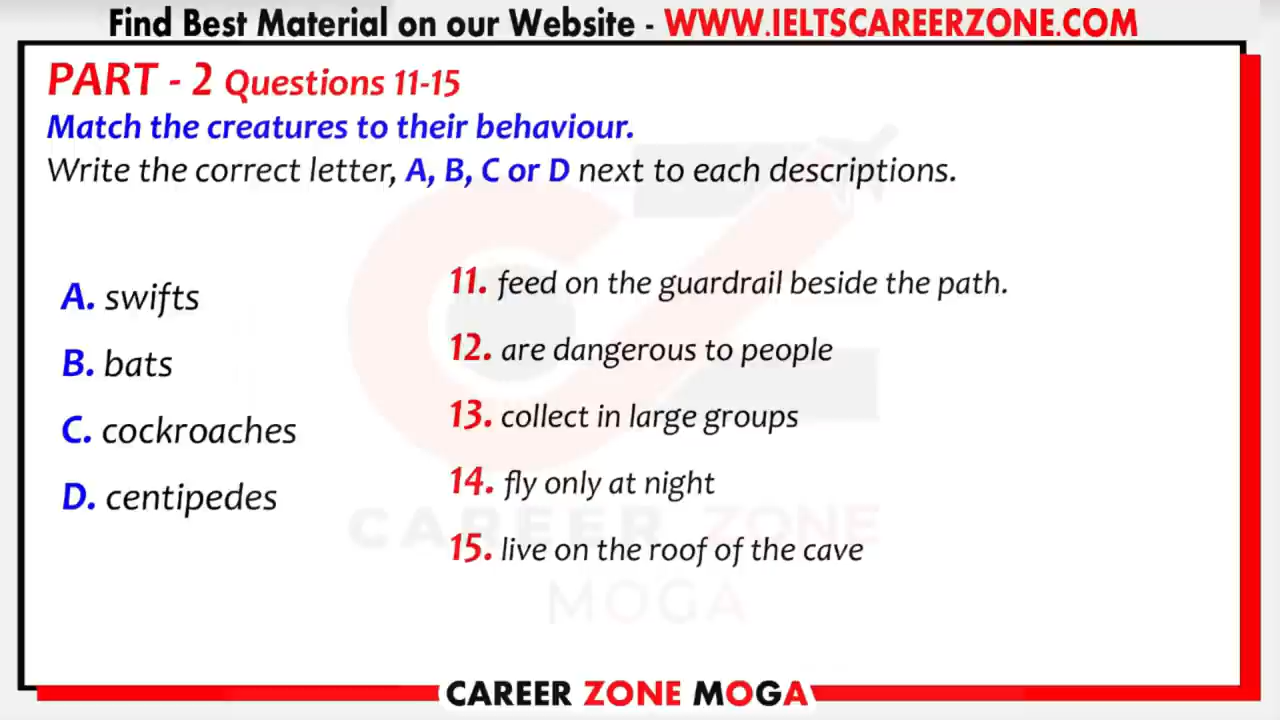 Find Best Material on our Website - WWW.IELTSCAREERZONE.COM
PART - 2 Questions 11-15
Match the creatures to their behaviour.
Write the correct letter, A, B, C or D next to each descriptions.
A. swifts
B. bats
C. cockroaches
D. centipedes
11. feed on the guardrail beside the path.
12. are dangerous to people
13. collect in large groups
14. fly only at night
15. live on the roof of the cave
CAREER ZONE
MOGA
CAREER ZONE MOGA